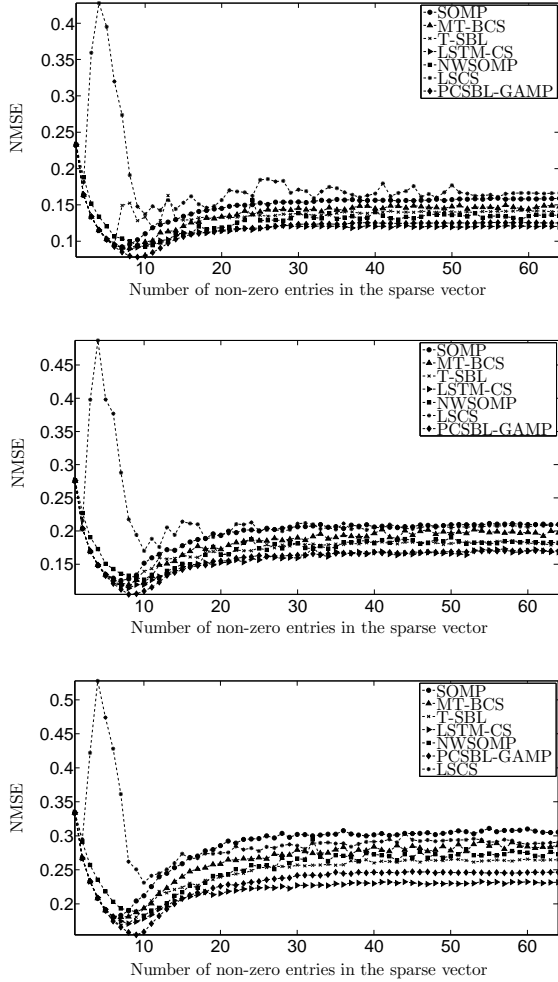 0.4
0.35
0.3
0.25
0.2
0.15
0.1
NMSE
SOMP
MT-BCS
T-SBL
LSTM-CS
NWSOMP
LSCS
PCSBL-GAMP
10 20 30 40 50 60
Number of non-zero entries in the sparse vector
0.45
0.4
0.35
0.3
0.25
0.2
0.15
NMSE
SOMP
MT-BCS
T-SBL
LSTM-CS
NWSOMP
LSCS
PCSBL-GAMP
10 20 30 40 50 60
Number of non-zero entries in the sparse vector
0.5
0.45
0.4
0.35
0.3
0.25
0.2
NMSE
SOMP
MT-BCS
T-SBL
LSTM-CS
NWSOMP
PCSBL-GAMP
LSCS
10 20 30 40 50 60
Number of non-zero entries in the sparse vector